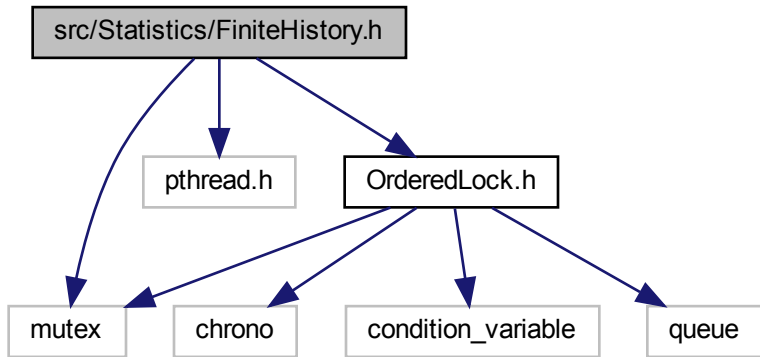 src/Statistics/FiniteHistory.h
pthread.h
OrderedLock.h
mutex
chrono
condition_variable
queue